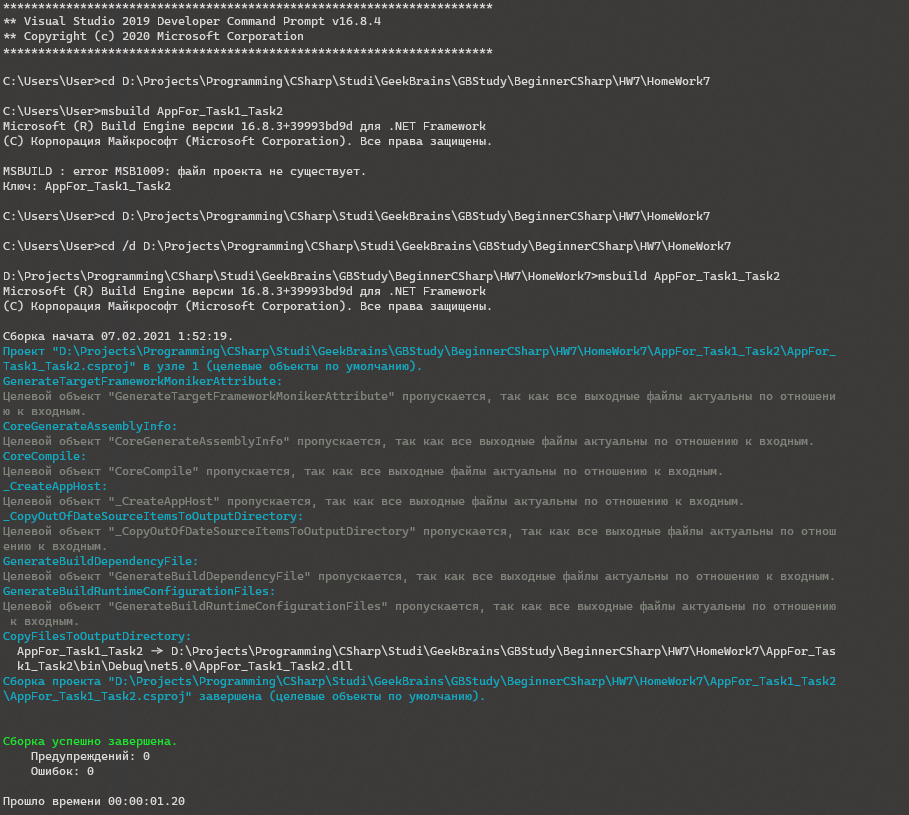 **********************************************************************
** Visual Studio 2019 Developer Command Prompt v16.8.4
** Copyright (c) 2020 Microsoft Corporation
**********************************************************************
C:\Users\User>cd D:\Projects\Programming\CSharp\Studi\GeekBrains\GBStudy\BeginnerCSharp\HW7\HomeWork7
C:\Users\User>msbuild AppFor_Task1_Task2
Microsoft (R) Build Engine версии 16.8.3+39993bd9d для .NET Framework
(C) Корпорация Майкрософт (Microsoft Corporation). Все права защищены.
MSBUILD : error MSB1009: файл проекта не существует.
Ключ: AppFor_Task1_Task2
C:\Users\User>cd D:\Projects\Programming\CSharp\Studi\GeekBrains\GBStudy\BeginnerCSharp\HW7\HomeWork7
C:\Users\User>cd /d D:\Projects\Programming\CSharp\Studi\GeekBrains\GBStudy\BeginnerCSharp\HW7\HomeWork7
D:\Projects\Programming\CSharp\Studi\GeekBrains\GBStudy\BeginnerCSharp\HW7\HomeWork7>msbuild AppFor_Task1_Task2
Microsoft (R) Build Engine версии 16.8.3+39993bd9d для .NET Framework
(C) Корпорация Майкрософт (Microsoft Corporation). Все права защищены.
Сборка начата 07.02.2021 1:52:19.
Проект "D:\Projects\Programming\CSharp\Studi\GeekBrains\GBStudy\BeginnerCSharp\HW7\HomeWork7\AppFor_Task1_Task2\AppFor_
Task1_Task2.csproj" в узле 1 (целевые объекты по умолчанию).
GenerateTargetFrameworkMonikerAttribute:
Целевой объект "GenerateTargetFrameworkMonikerAttribute" пропускается, так как все выходные файлы актуальны по отношени
ю к входным.
CoreGenerateAssemblyInfo:
Целевой объект "CoreGenerateAssemblyInfo" пропускается, так как все выходные файлы актуальны по отношению к входным.
CoreCompile:
Целевой объект "CoreCompile" пропускается, так как все выходные файлы актуальны по отношению к входным.
_CreateAppHost:
Целевой объект "_CreateAppHost" пропускается, так как все выходные файлы актуальны по отношению к входным.
_CopyOutOfDateSourceItemsToOutputDirectory:
Целевой объект "_CopyOutOfDateSourceItemsToOutputDirectory" пропускается, так как все выходные файлы актуальны по отнош
ению к входным.
GenerateBuildDependencyFile:
Целевой объект "GenerateBuildDependencyFile" пропускается, так как все выходные файлы актуальны по отношению к входным.
GenerateBuildRuntimeConfigurationFiles:
Целевой объект "GenerateBuildRuntimeConfigurationFiles" пропускается, так как все выходные файлы актуальны по отношению
 к входным.
CopyFilesToOutputDirectory:
  AppFor_Task1_Task2 -> D:\Projects\Programming\CSharp\Studi\GeekBrains\GBStudy\BeginnerCSharp\HW7\HomeWork7\AppFor_Tas
  k1_Task2\bin\Debug\net5.0\AppFor_Task1_Task2.dll
Сборка проекта "D:\Projects\Programming\CSharp\Studi\GeekBrains\GBStudy\BeginnerCSharp\HW7\HomeWork7\AppFor_Task1_Task2
\AppFor_Task1_Task2.csproj" завершена (целевые объекты по умолчанию).
Сборка успешно завершена.
    Предупреждений: 0
    Ошибок: 0
Прошло времени 00:00:01.20